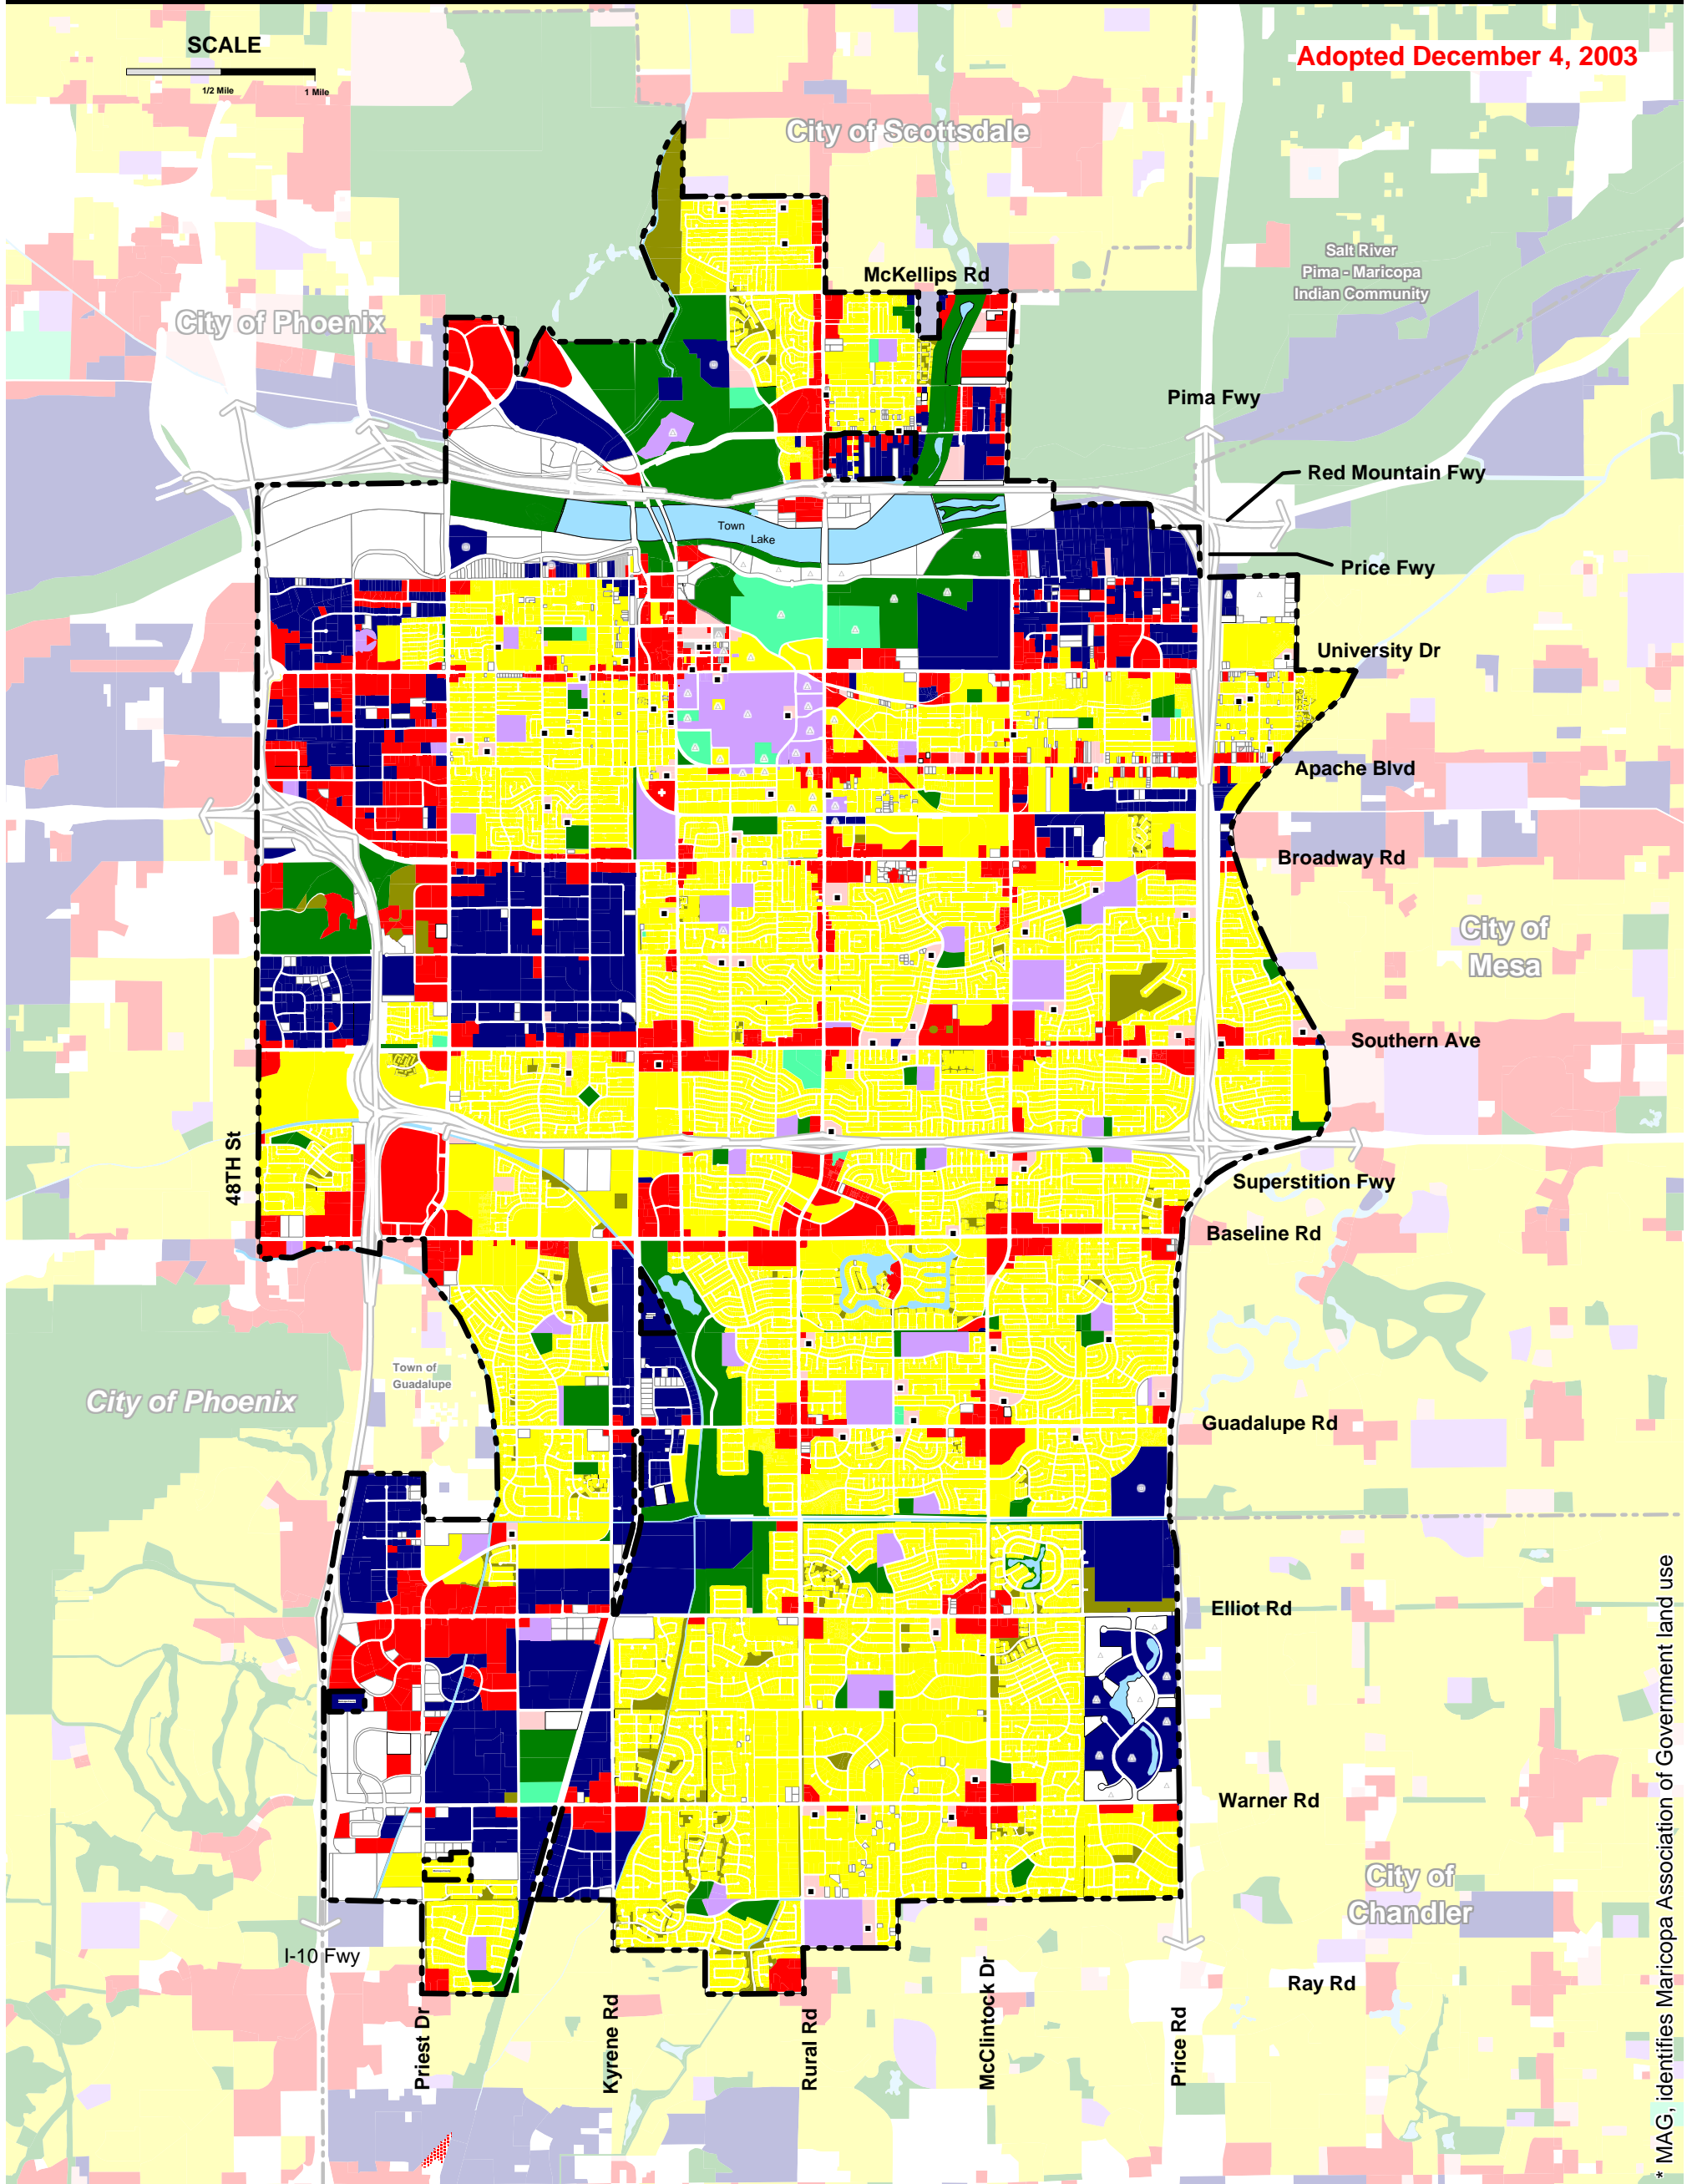 SCALE
1/2 Mile
1 Mile
Adopted December 4, 2003
City of Scottsdale
Salt River
Pima - Maricopa
Indian Community
McKellips Rd
City of Phoenix
Pima Fwy
Red Mountain Fwy
Town
Lake
Price Fwy
University Dr
Apache Blvd
Broadway Rd
City of
Mesa
Southern Ave
48TH St
Superstition Fwy
Baseline Rd
Town of
Guadalupe
City of Phoenix
Guadalupe Rd
Elliot Rd
Warner Rd
City of
Chandler
I-10 Fwy
Ray Rd
Priest Dr
Kyrene Rd
Rural Rd
McClintock Dr
Price Rd
* MAG, identifies Maricopa Association of Government land use